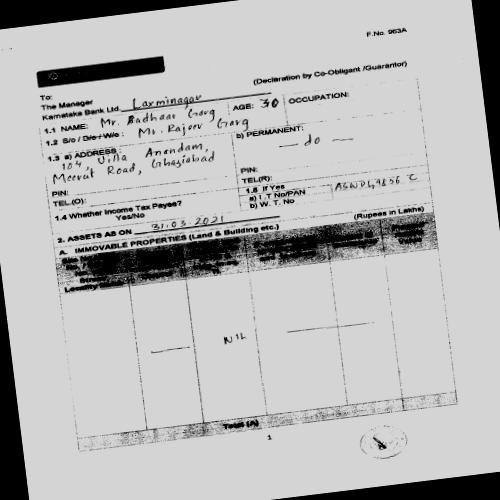 F.No. 963A
(Declaration by Co-Obligant /Guarantor)
To:
The Manager
Karnataka Bank Ltd. Laxminagar
1.1 NAME: Mr. Radhaar Garg AGE: 30 OCCUPATION:
1.2 S/o / D/o / W/o : Mr. Rajeev Garg
1.3 a) ADDRESS : b) PERMANENT:
104, Villa Anandam, — do —
Meerut Road, Ghaziabad
PIN: PIN:
TEL(O): TEL(R):
1.4 Whether Income Tax Payee? 1.5 If Yes
Yes/No a) I.T No/PAN
b) W. T. No
2. ASSETS AS ON 31.03.2021 (Rupees in Lakhs)
A. IMMOVABLE PROPERTIES (Land & Building etc.)
NIL
Total (A)
1